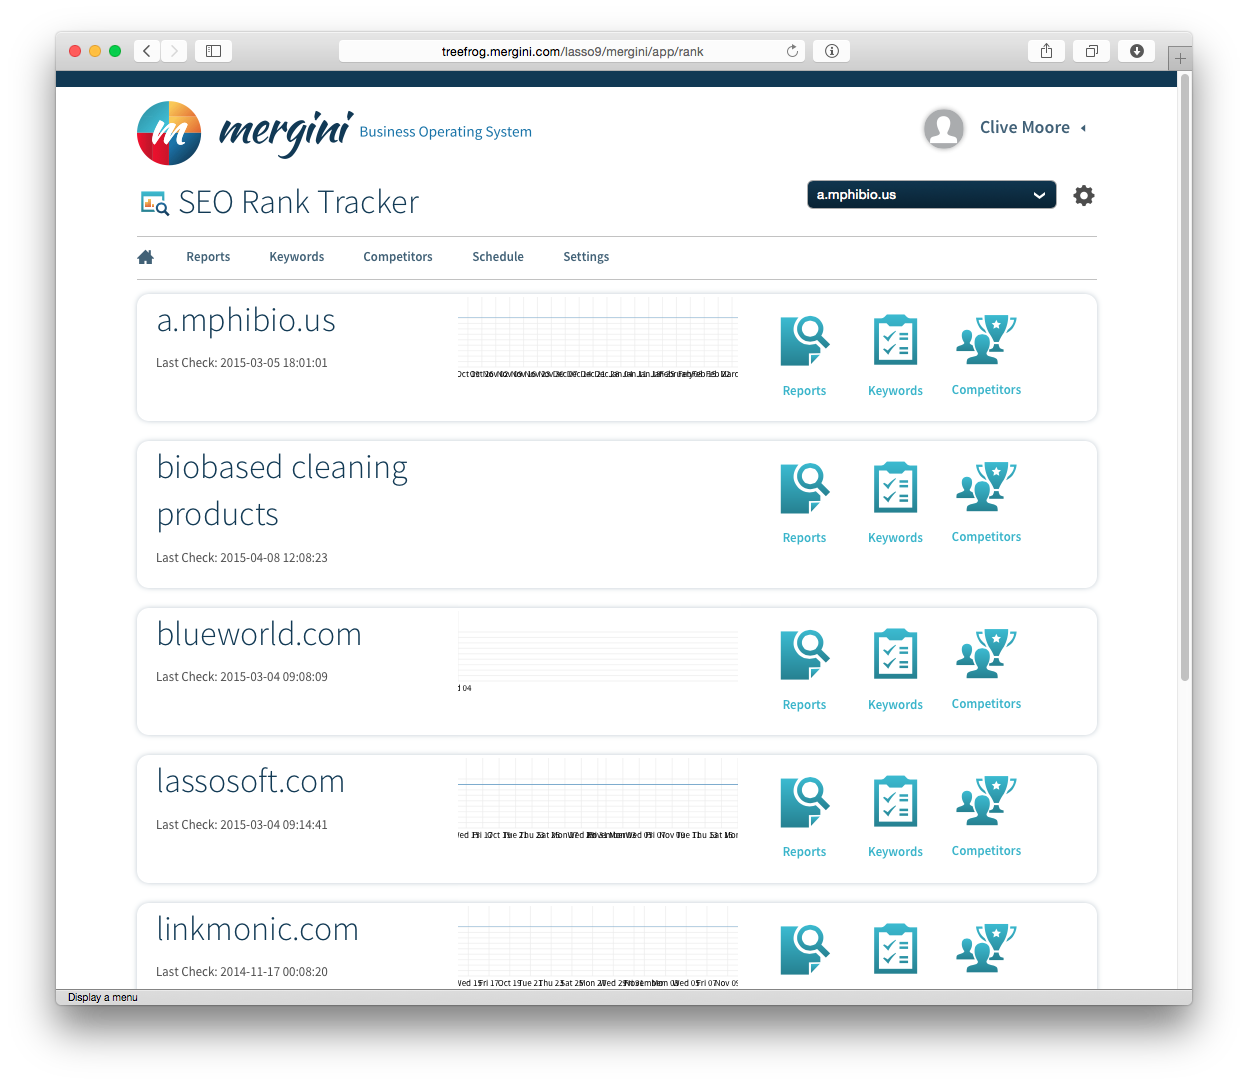 treefrog.mergini.com/lasso9/mergini/app/rank
m mergini Business Operating System
Clive Moore
SEO Rank Tracker
a.mphibio.us
Reports Keywords Competitors Schedule Settings
a.mphibio.us
Last Check: 2015-03-05 18:01:01
Reports Keywords Competitors
biobased cleaning
products
Last Check: 2015-04-08 12:08:23
Reports Keywords Competitors
blueworld.com
Last Check: 2015-03-04 09:08:09
04
Reports Keywords Competitors
lassosoft.com
Last Check: 2015-03-04 09:14:41
Reports Keywords Competitors
linkmonic.com
Last Check: 2014-11-17 00:08:20
Display a menu